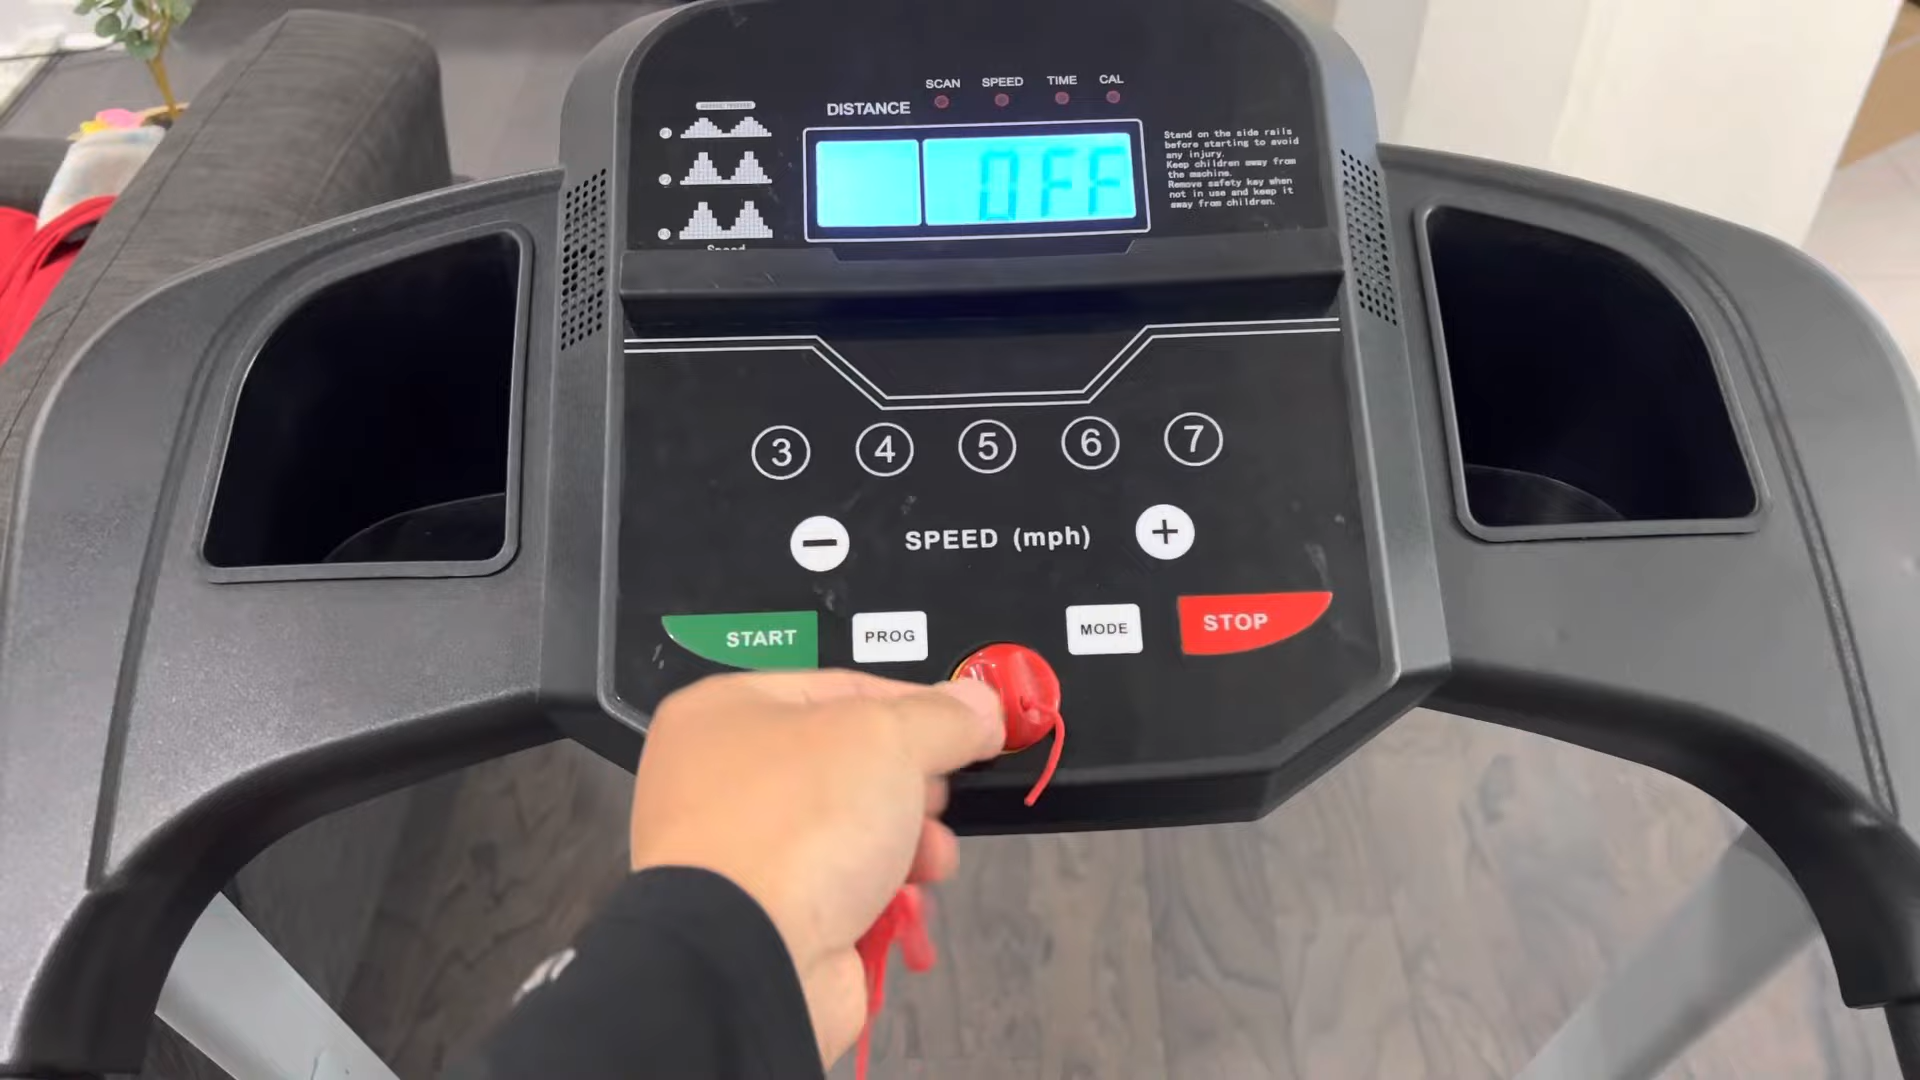 SCAN SPEED TIME CAL
DISTANCE
OFF
Stand on the side rails
before starting to avoid
any injury.
Keep children away from
the machine.
Remove safety key when
not in use and keep it
away from children.
Speed
3 4 5 6 7
− SPEED (mph) +
START PROG MODE STOP